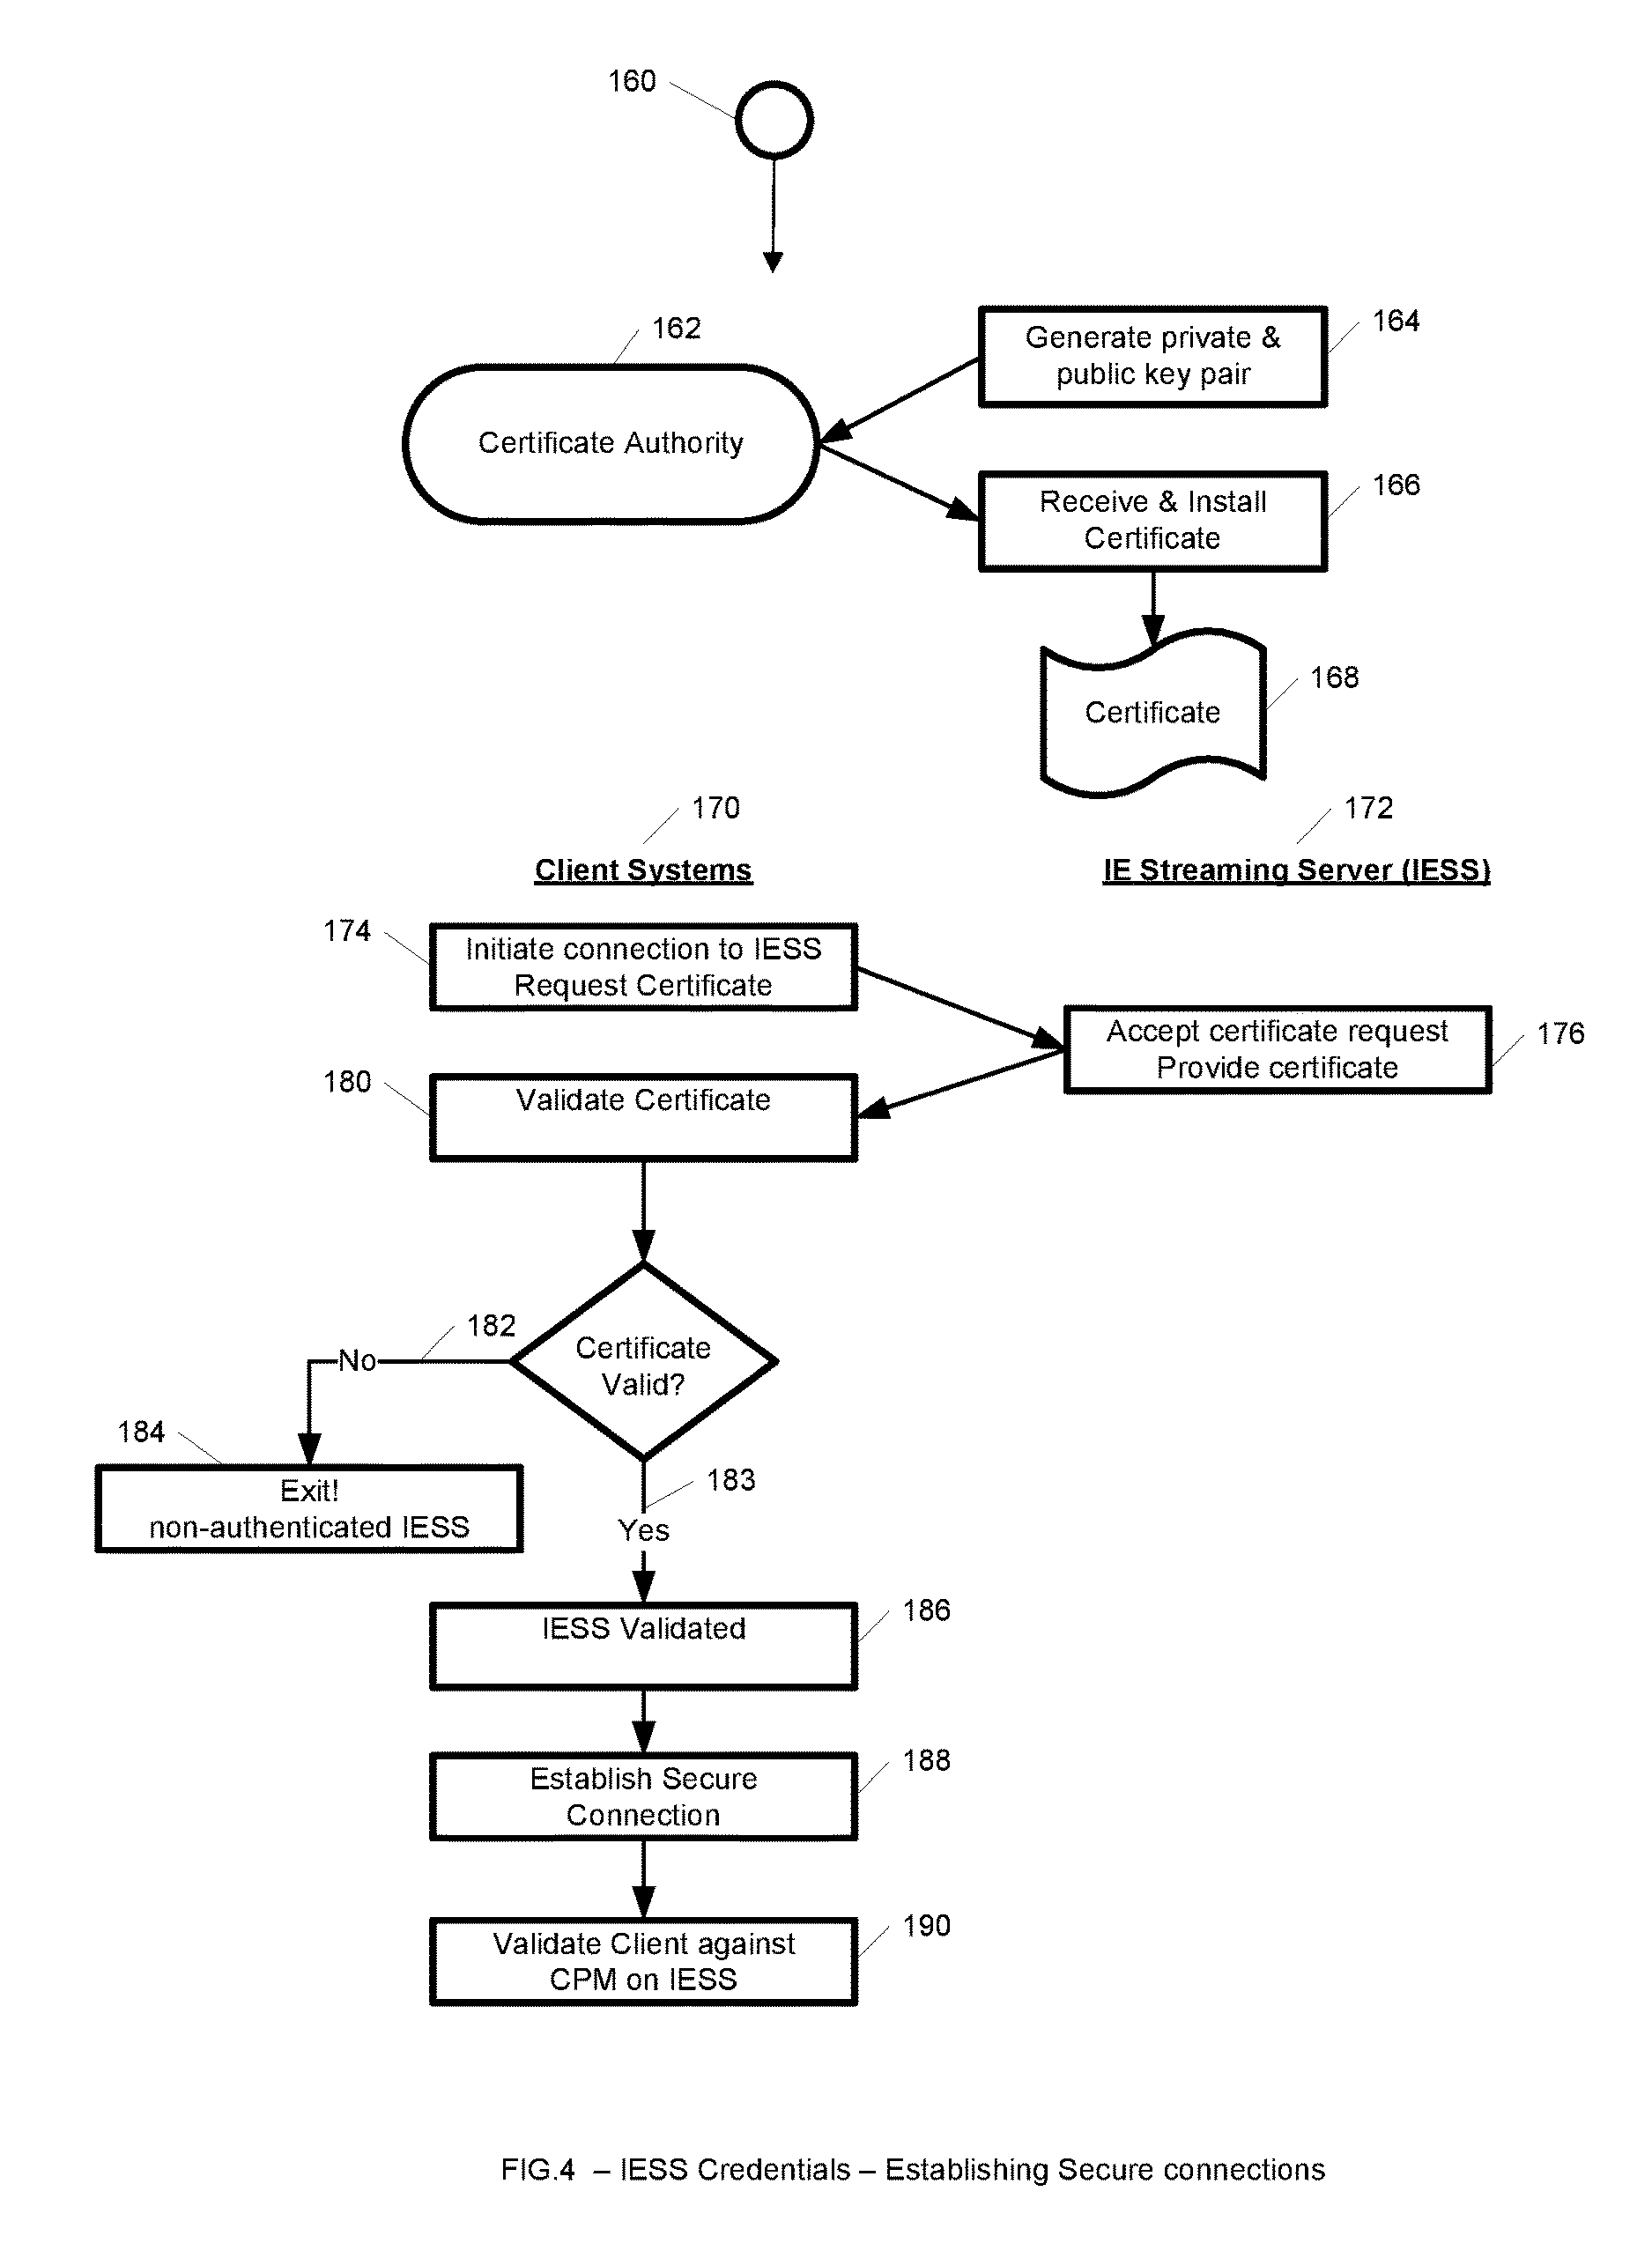 160
162
164
Generate private &
public key pair
Certificate Authority
166
Receive & Install
Certificate
168
Certificate
170
172
Client Systems
IE Streaming Server (IESS)
174
Initiate connection to IESS
Request Certificate
Accept certificate request
Provide certificate
176
180
Validate Certificate
182
No
Certificate
Valid?
184
Exit!
non-authenticated IESS
183
Yes
IESS Validated
186
Establish Secure
Connection
188
Validate Client against
CPM on IESS
190
FIG.4 – IESS Credentials – Establishing Secure connections